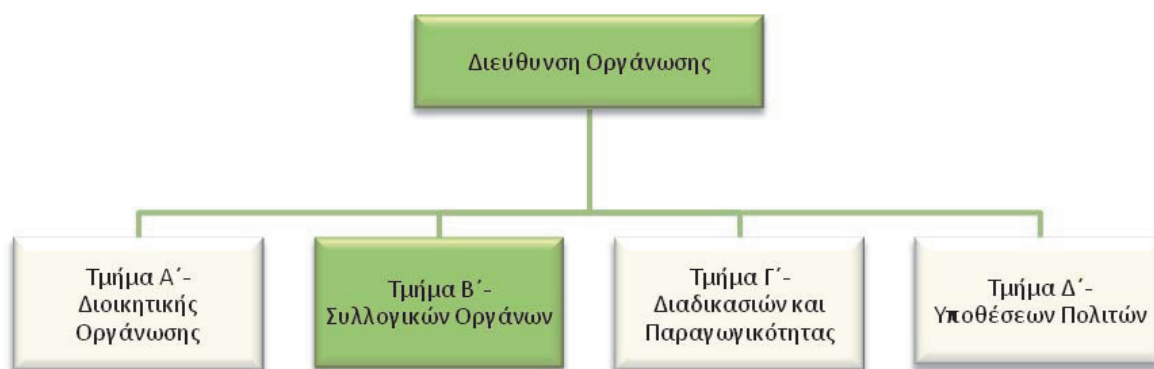 Διεύθυνση Οργάνωσης
Τμήμα Α΄-
Διοικητικής
Οργάνωσης
Τμήμα Β΄-
Συλλογικών Οργάνων
Τμήμα Γ΄-
Διαδικασιών και
Παραγωγικότητας
Τμήμα Δ΄-
Υποθέσεων Πολιτών